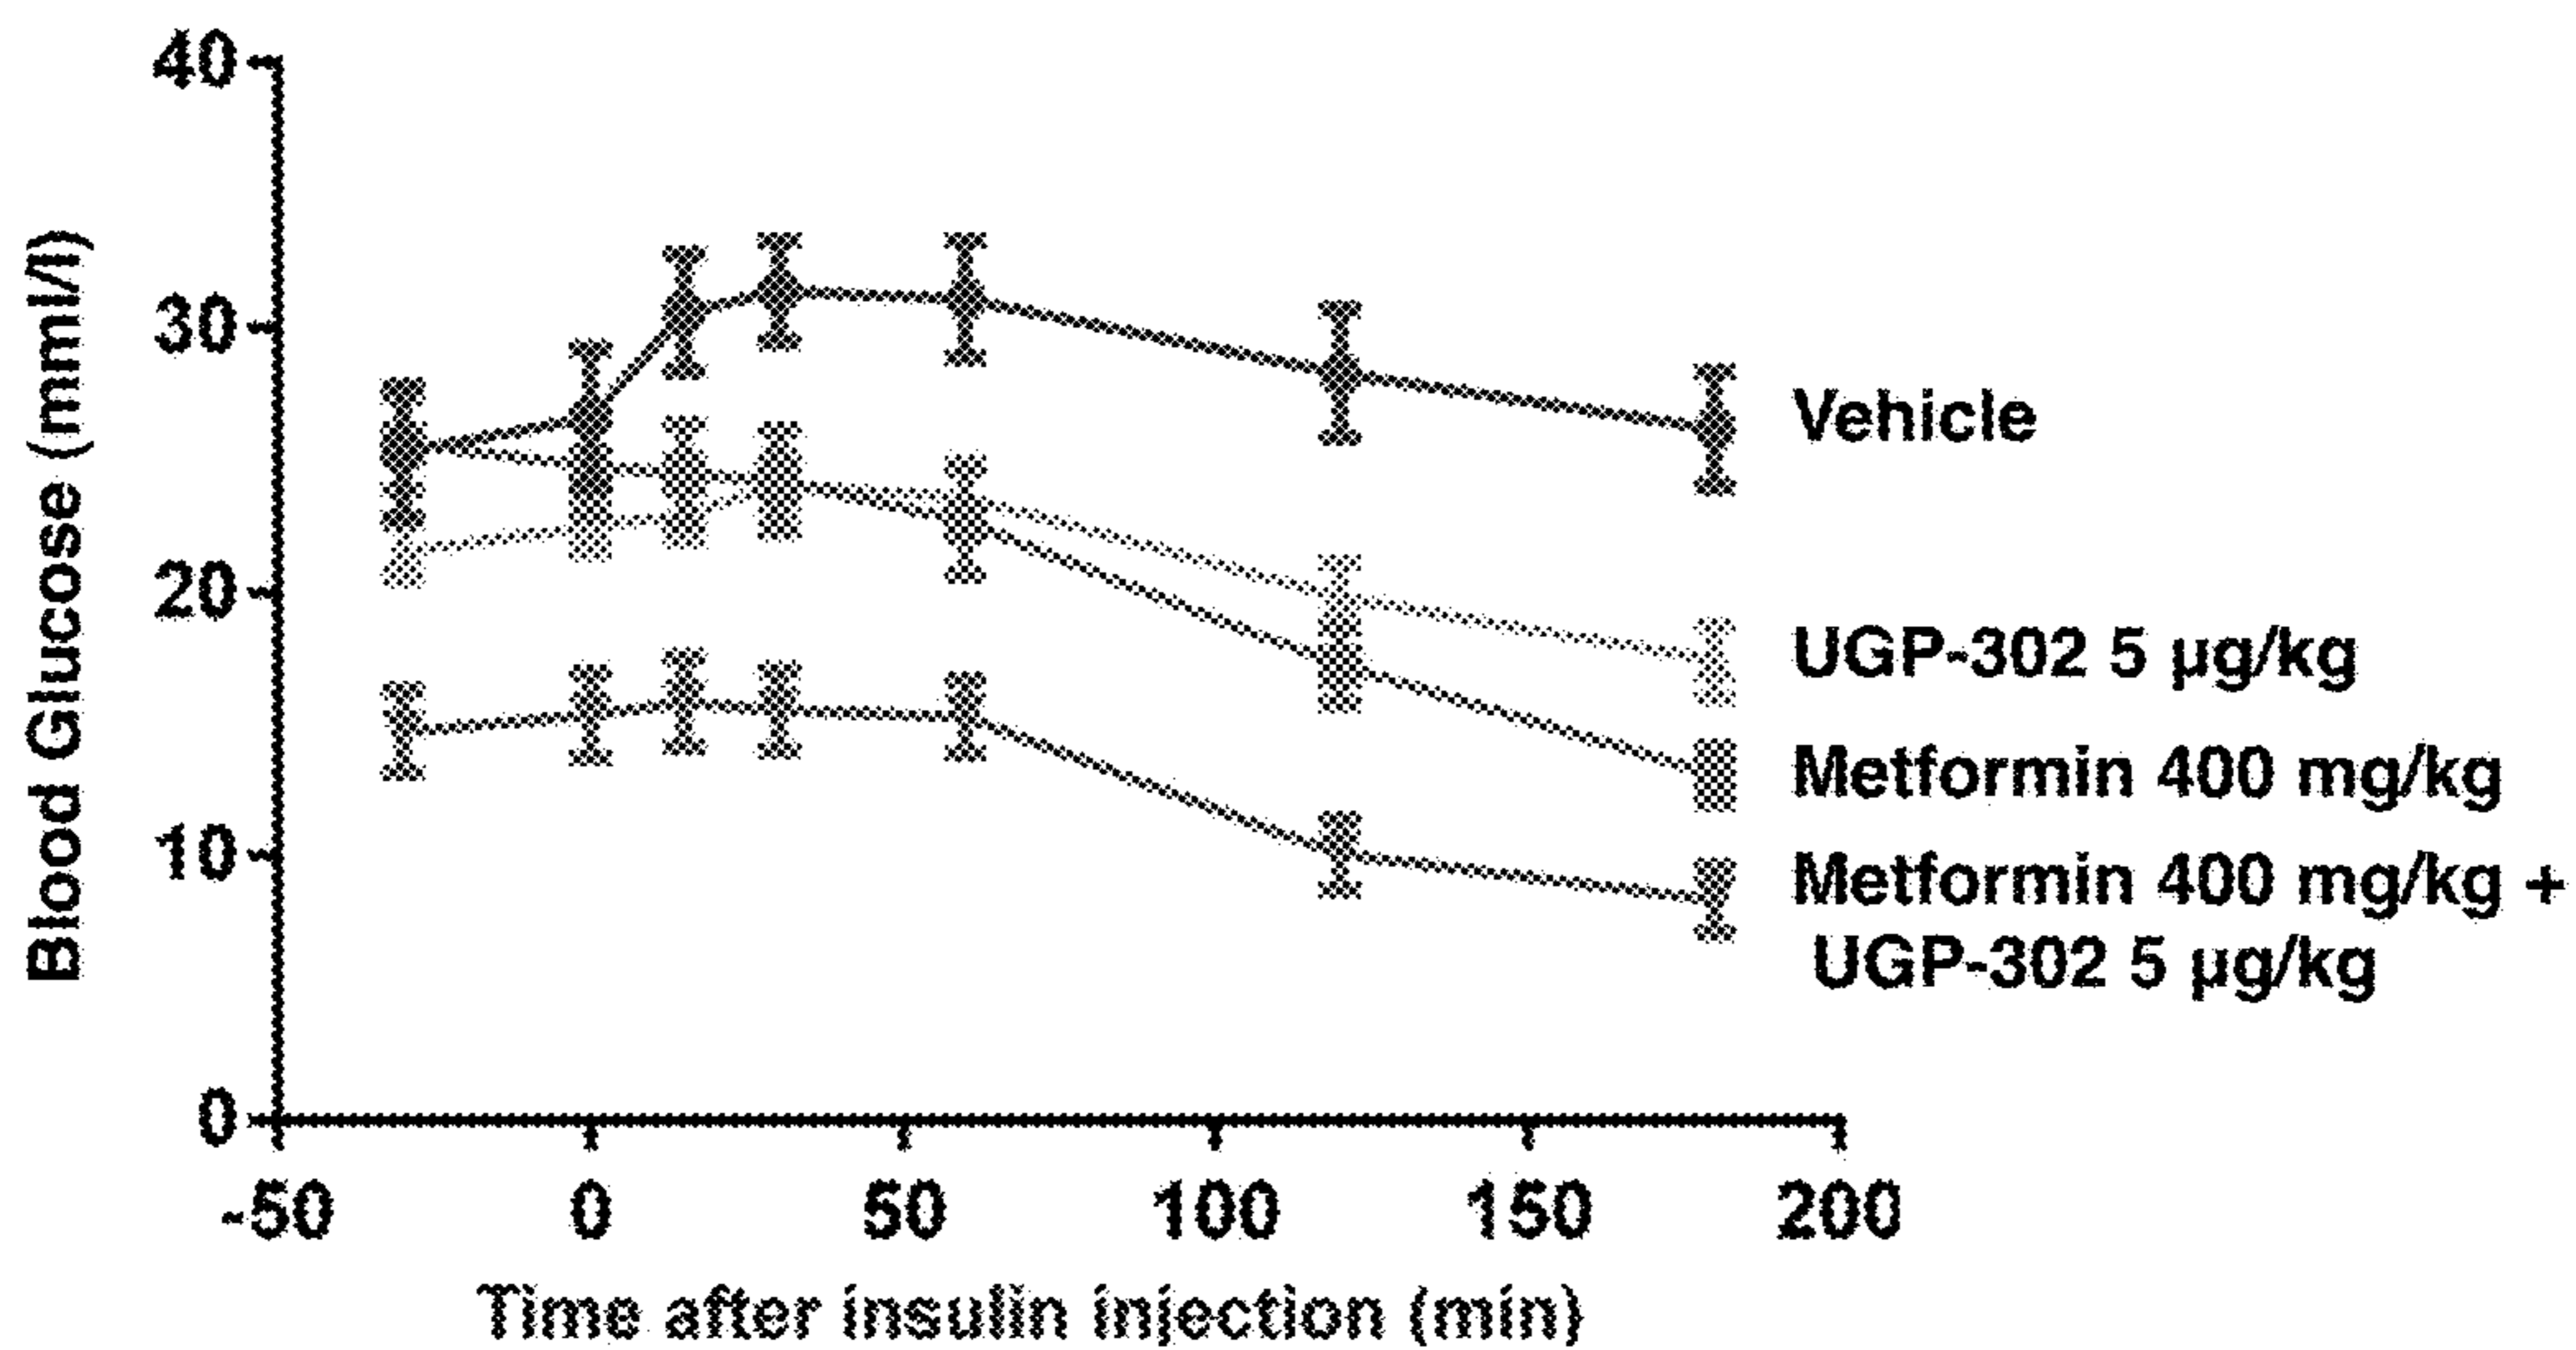 Blood Glucose (mml/l)
40
30
20
10
0
-50 0 50 100 150 200
Time after insulin injection (min)
Vehicle
UGP-302 5 µg/kg
Metformin 400 mg/kg
Metformin 400 mg/kg +
UGP-302 5 µg/kg